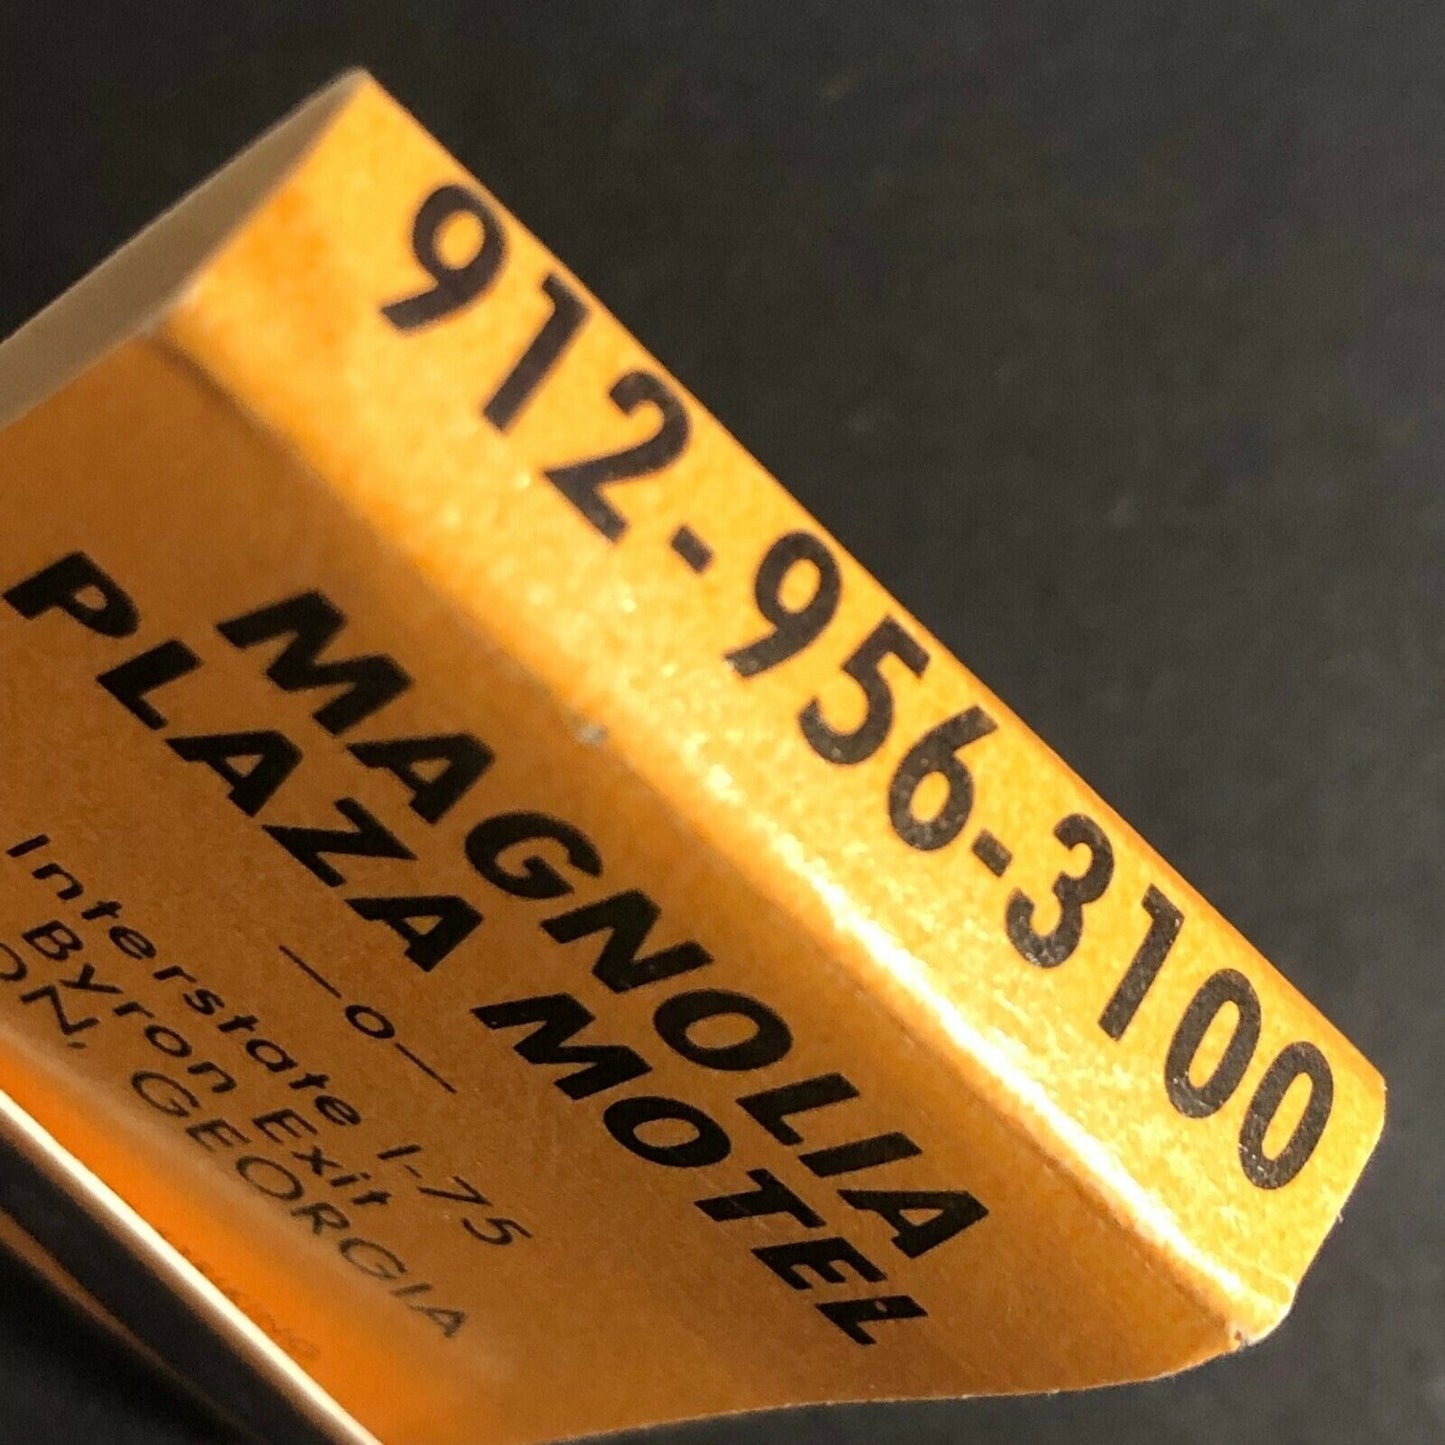 912-956-3100
MAGNOLIA
PLAZA MOTEL
—o—
Interstate I-75
Byron Exit
ON, GEORGIA